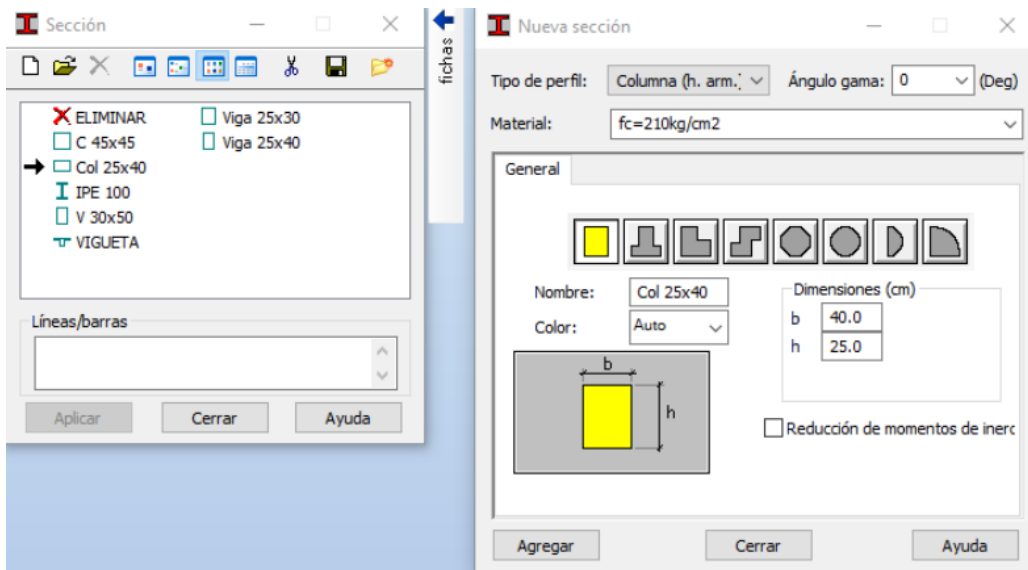 Sección
ELIMINAR
C 45x45
Col 25x40
IPE 100
V 30x50
VIGUETA
Viga 25x30
Viga 25x40
Líneas/barras
Aplicar
Cerrar
Ayuda
fichas
Nueva sección
Tipo de perfil: Columna (h. arm.) Ángulo gama: 0 (Deg)
Material: fc=210kg/cm2
General
Nombre: Col 25x40
Color: Auto
Dimensiones (cm)
b 40.0
h 25.0
b
h
Reducción de momentos de inerc
Agregar
Cerrar
Ayuda